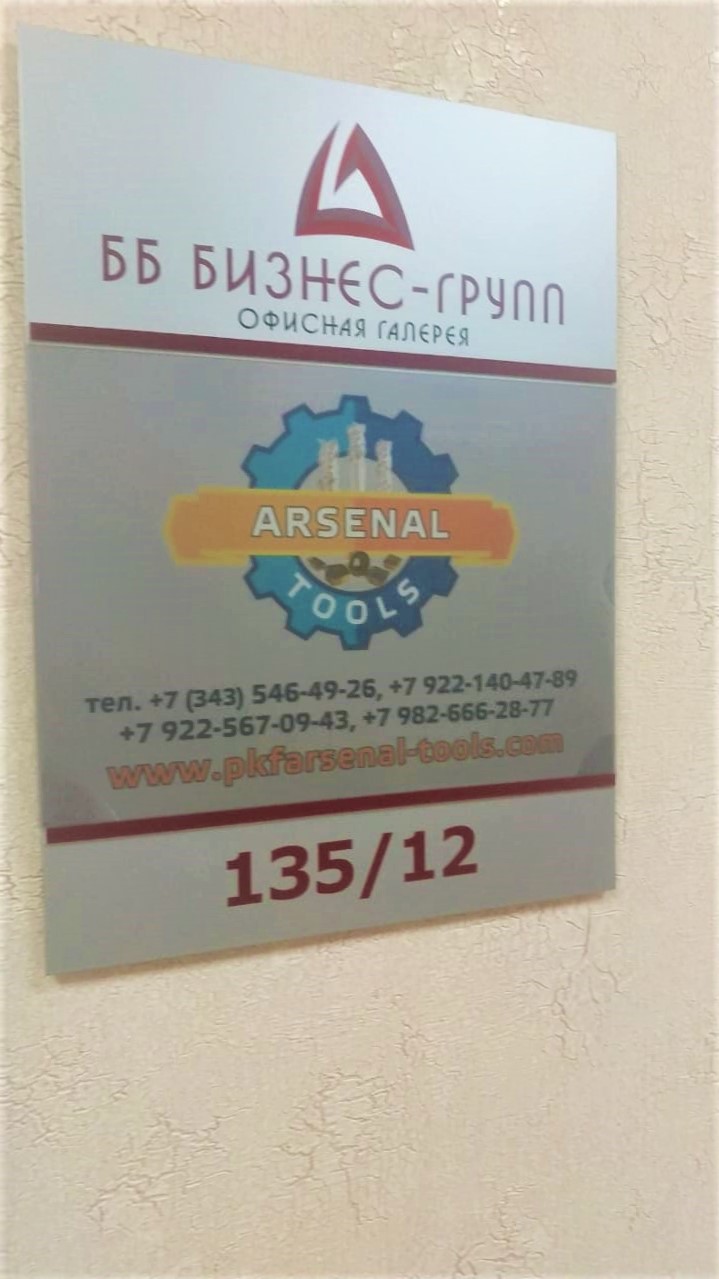 ББ БИЗНЕС-ГРУПП
ОФИСНАЯ ГАЛЕРЕЯ
ARSENAL
TOOLS
тел. +7 (343) 546-49-26, +7 922-140-47-89
+7 922-567-09-43, +7 982-666-28-77
www.pkfarsenal-tools.com
135/12